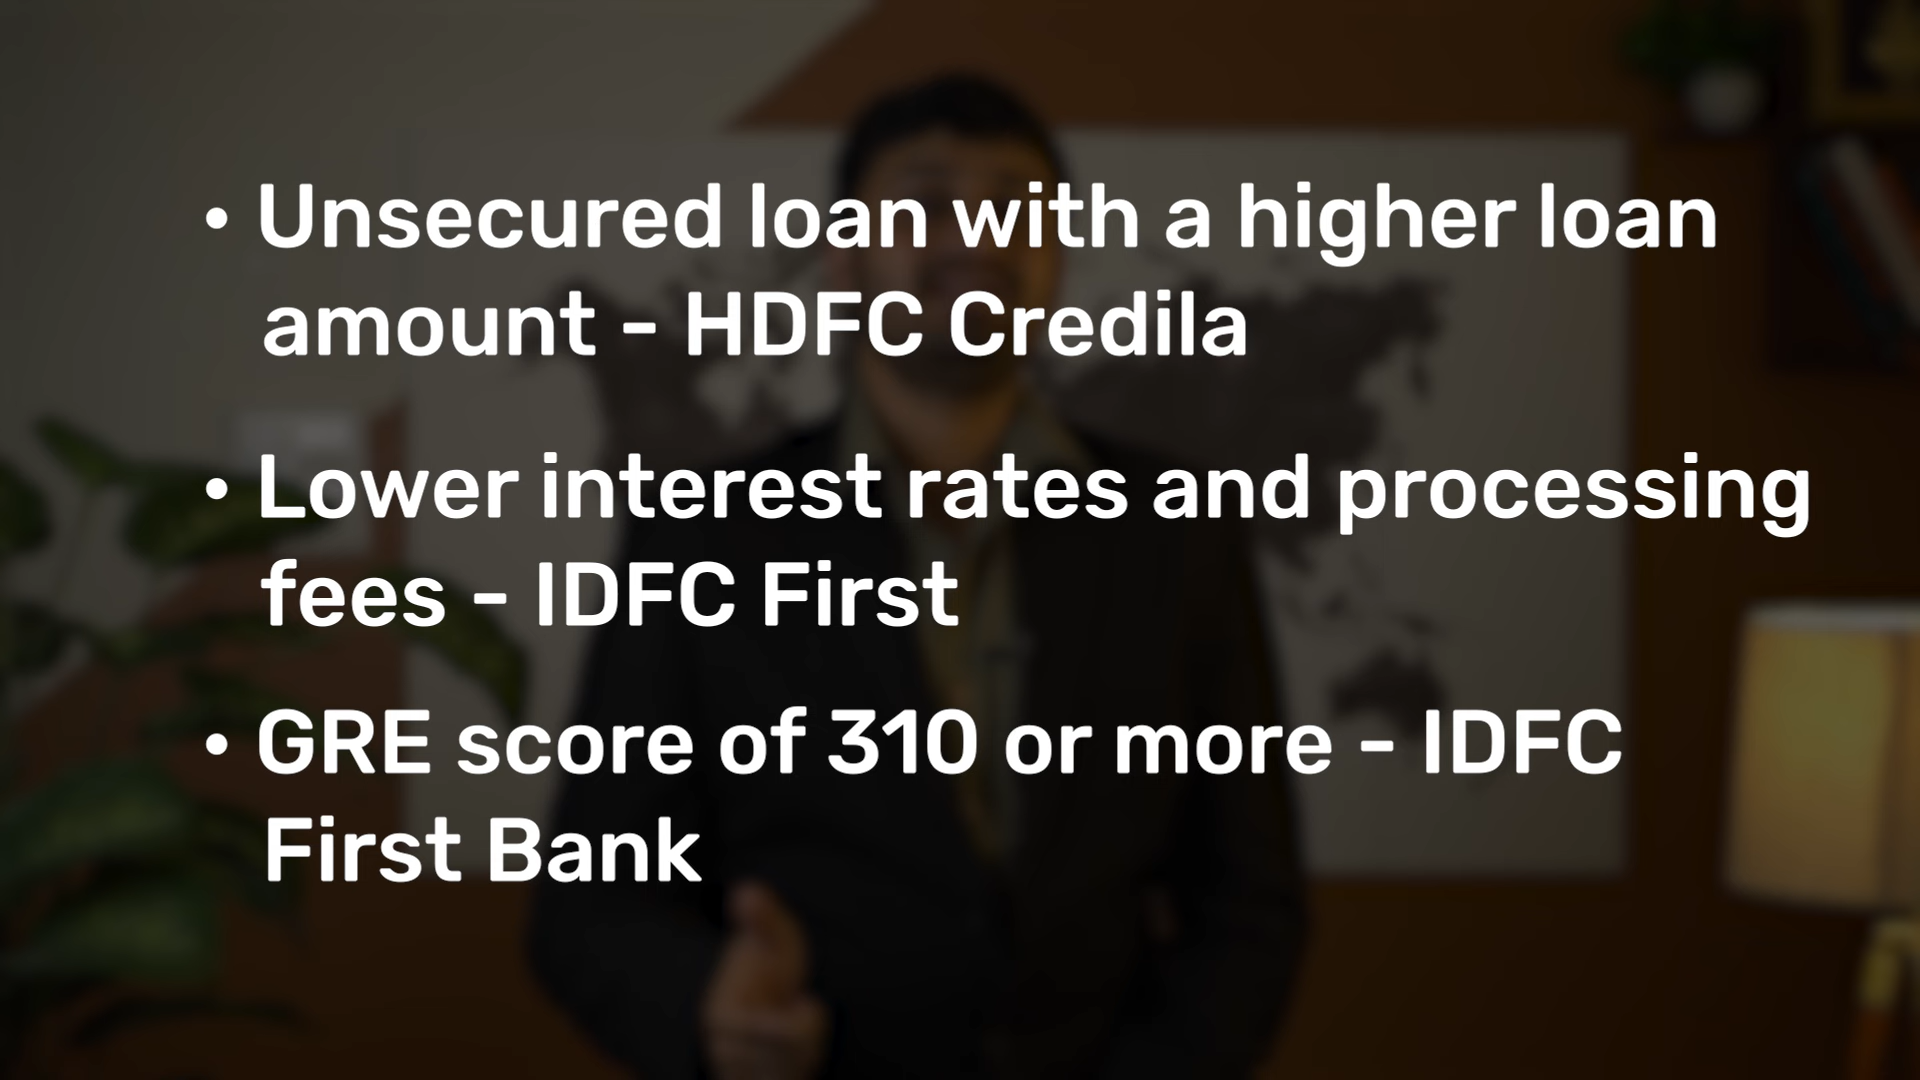 • Unsecured loan with a higher loan
amount - HDFC Credila
• Lower interest rates and processing
fees - IDFC First
• GRE score of 310 or more - IDFC
First Bank